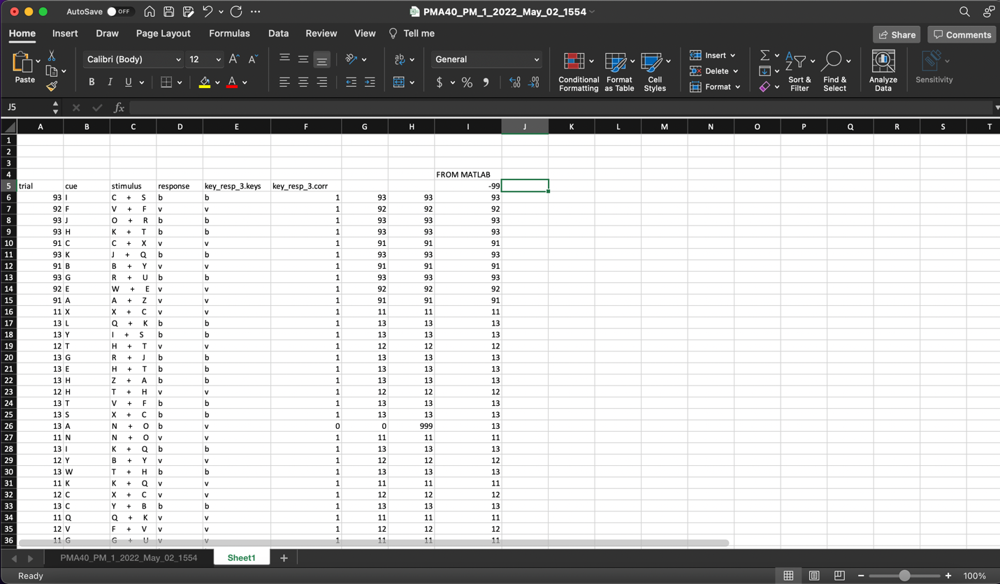 AutoSave OFF PMA40_PM_1_2022_May_02_1554
Home Insert Draw Page Layout Formulas Data Review View Tell me Share Comments
Calibri (Body) 12 General Insert
Delete
Paste B I U $ % Conditional Formatting Format as Table Cell Styles Format Sort & Filter Find & Select Analyze Data Sensitivity
J5 fx
A B C D E F G H I J K L M N O P Q R S T
1
2
3
4 FROM MATLAB
5 trial cue stimulus response key_resp_3.keys key_resp_3.corr -99
6 93 I C + S b b 1 93 93 93
7 92 F V + F v v 1 92 92 92
8 93 J O + R b b 1 93 93 93
9 93 H K + T b b 1 93 93 93
10 91 C C + X v v 1 91 91 91
11 93 K J + Q b b 1 93 93 93
12 91 B B + Y v v 1 91 91 91
13 93 G R + U b b 1 93 93 93
14 92 E W + E v v 1 92 92 92
15 91 A A + Z v v 1 91 91 91
16 11 X X + C v v 1 11 11 11
17 13 L Q + K b b 1 13 13 13
18 13 Y I + S b b 1 13 13 13
19 12 T H + T v v 1 12 12 12
20 13 G R + J b b 1 13 13 13
21 13 E H + T b b 1 13 13 13
22 13 H Z + A b b 1 13 13 13
23 12 H T + H v v 1 12 12 12
24 13 T V + F b b 1 13 13 13
25 13 S X + C b b 1 13 13 13
26 13 A N + O b v 0 0 999 13
27 11 N N + O v v 1 11 11 11
28 13 I K + Q b b 1 13 13 13
29 12 Y B + Y v v 1 12 12 12
30 13 W T + H b b 1 13 13 13
31 11 K K + Q v v 1 11 11 11
32 12 C X + C v v 1 12 12 12
33 13 C Y + B b b 1 13 13 13
34 11 Q Q + K v v 1 11 11 11
35 12 V F + V v v 1 12 12 12
36 11 G G + U v v 1 11 11 11
PMA40_PM_1_2022_May_02_1554 Sheet1 +
Ready - + 100%